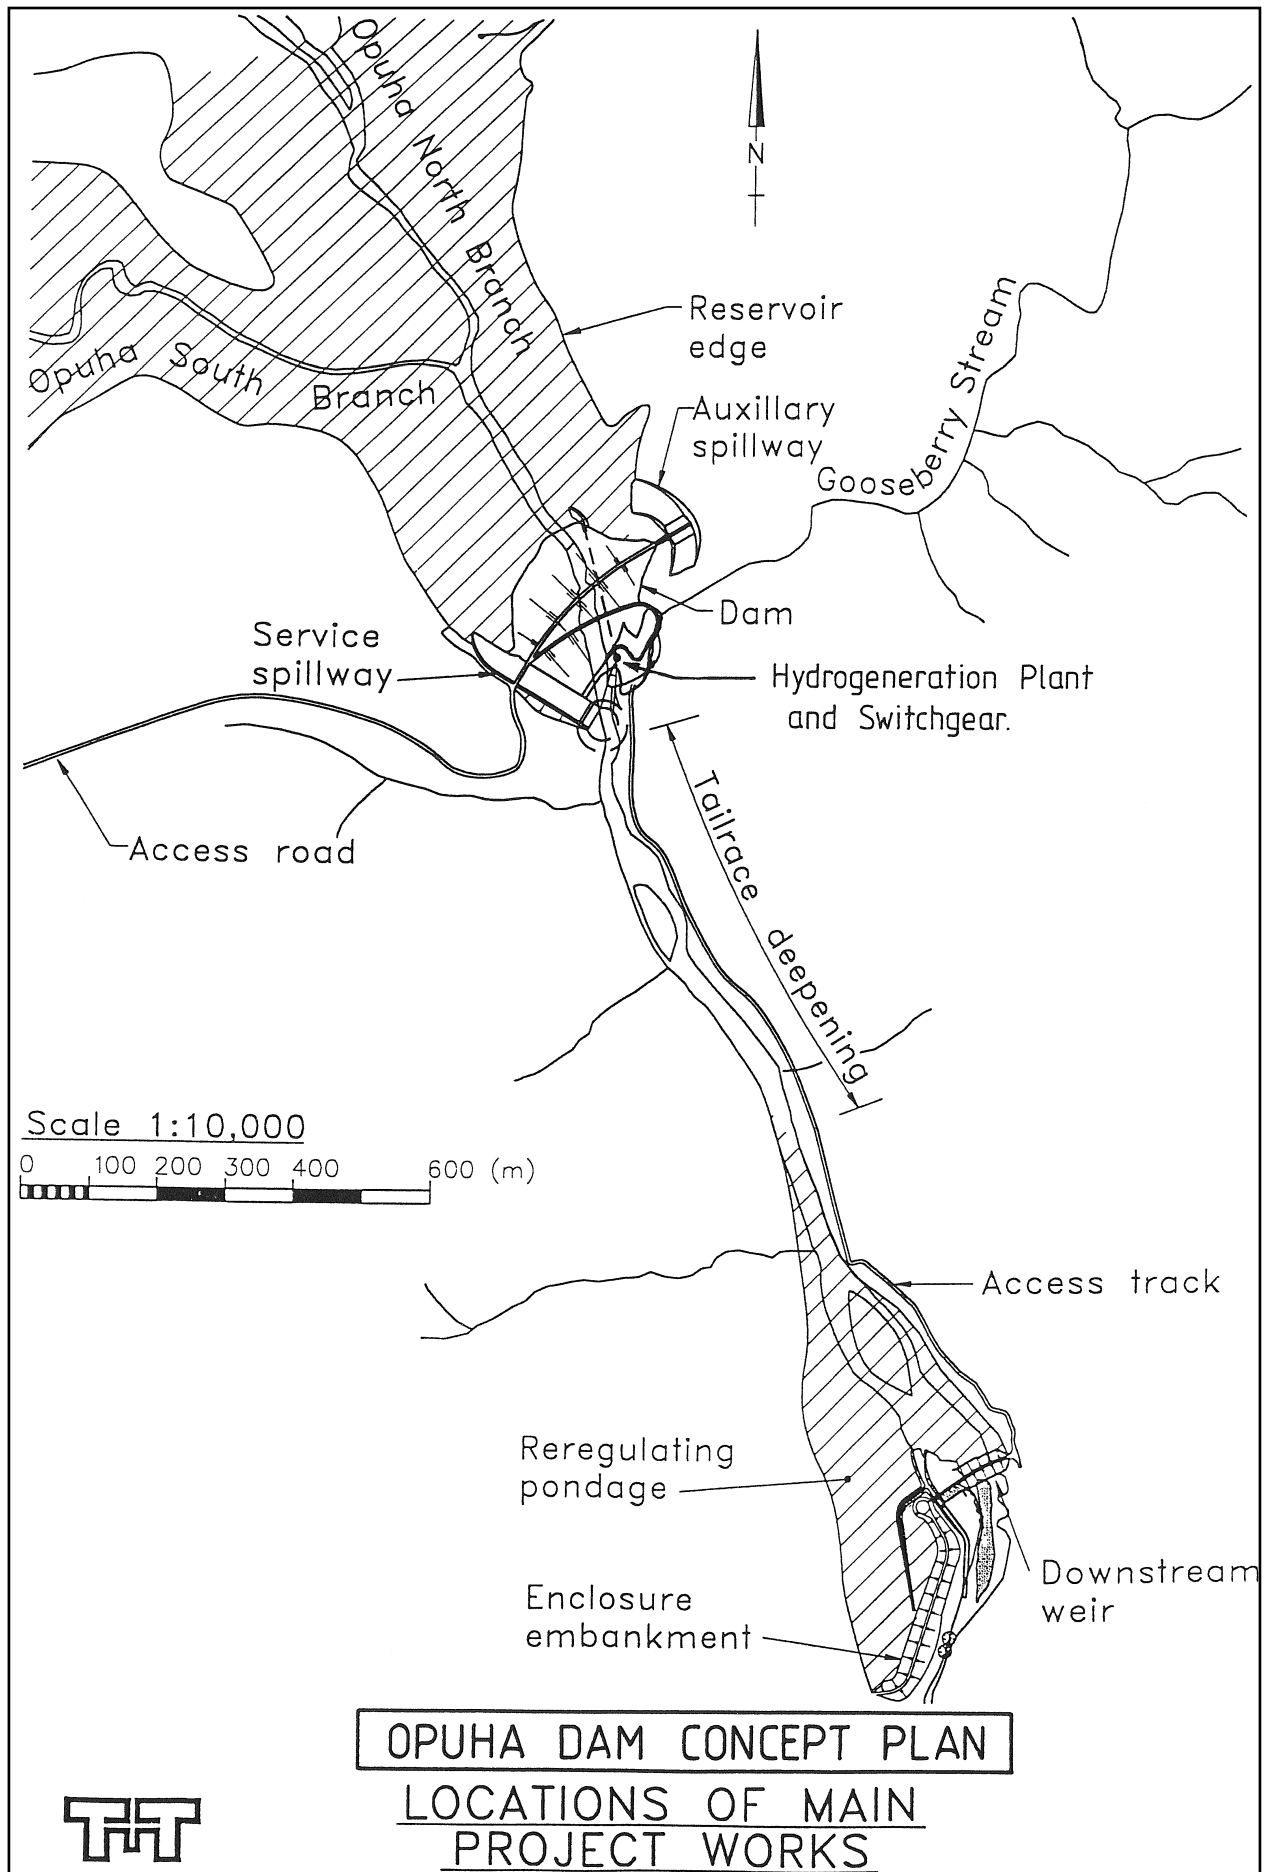 Opuha North Branch
N
Reservoir
edge
Opuha South Branch
Auxillary
spillway
Gooseberry Stream
Dam
Service
spillway
Hydrogeneration Plant
and Switchgear.
Tailrace deepening
Access road
Scale 1:10,000
0 100 200 300 400 600 (m)
Access track
Reregulating
pondage
Downstream
weir
Enclosure
embankment
OPUHA DAM CONCEPT PLAN
LOCATIONS OF MAIN
PROJECT WORKS